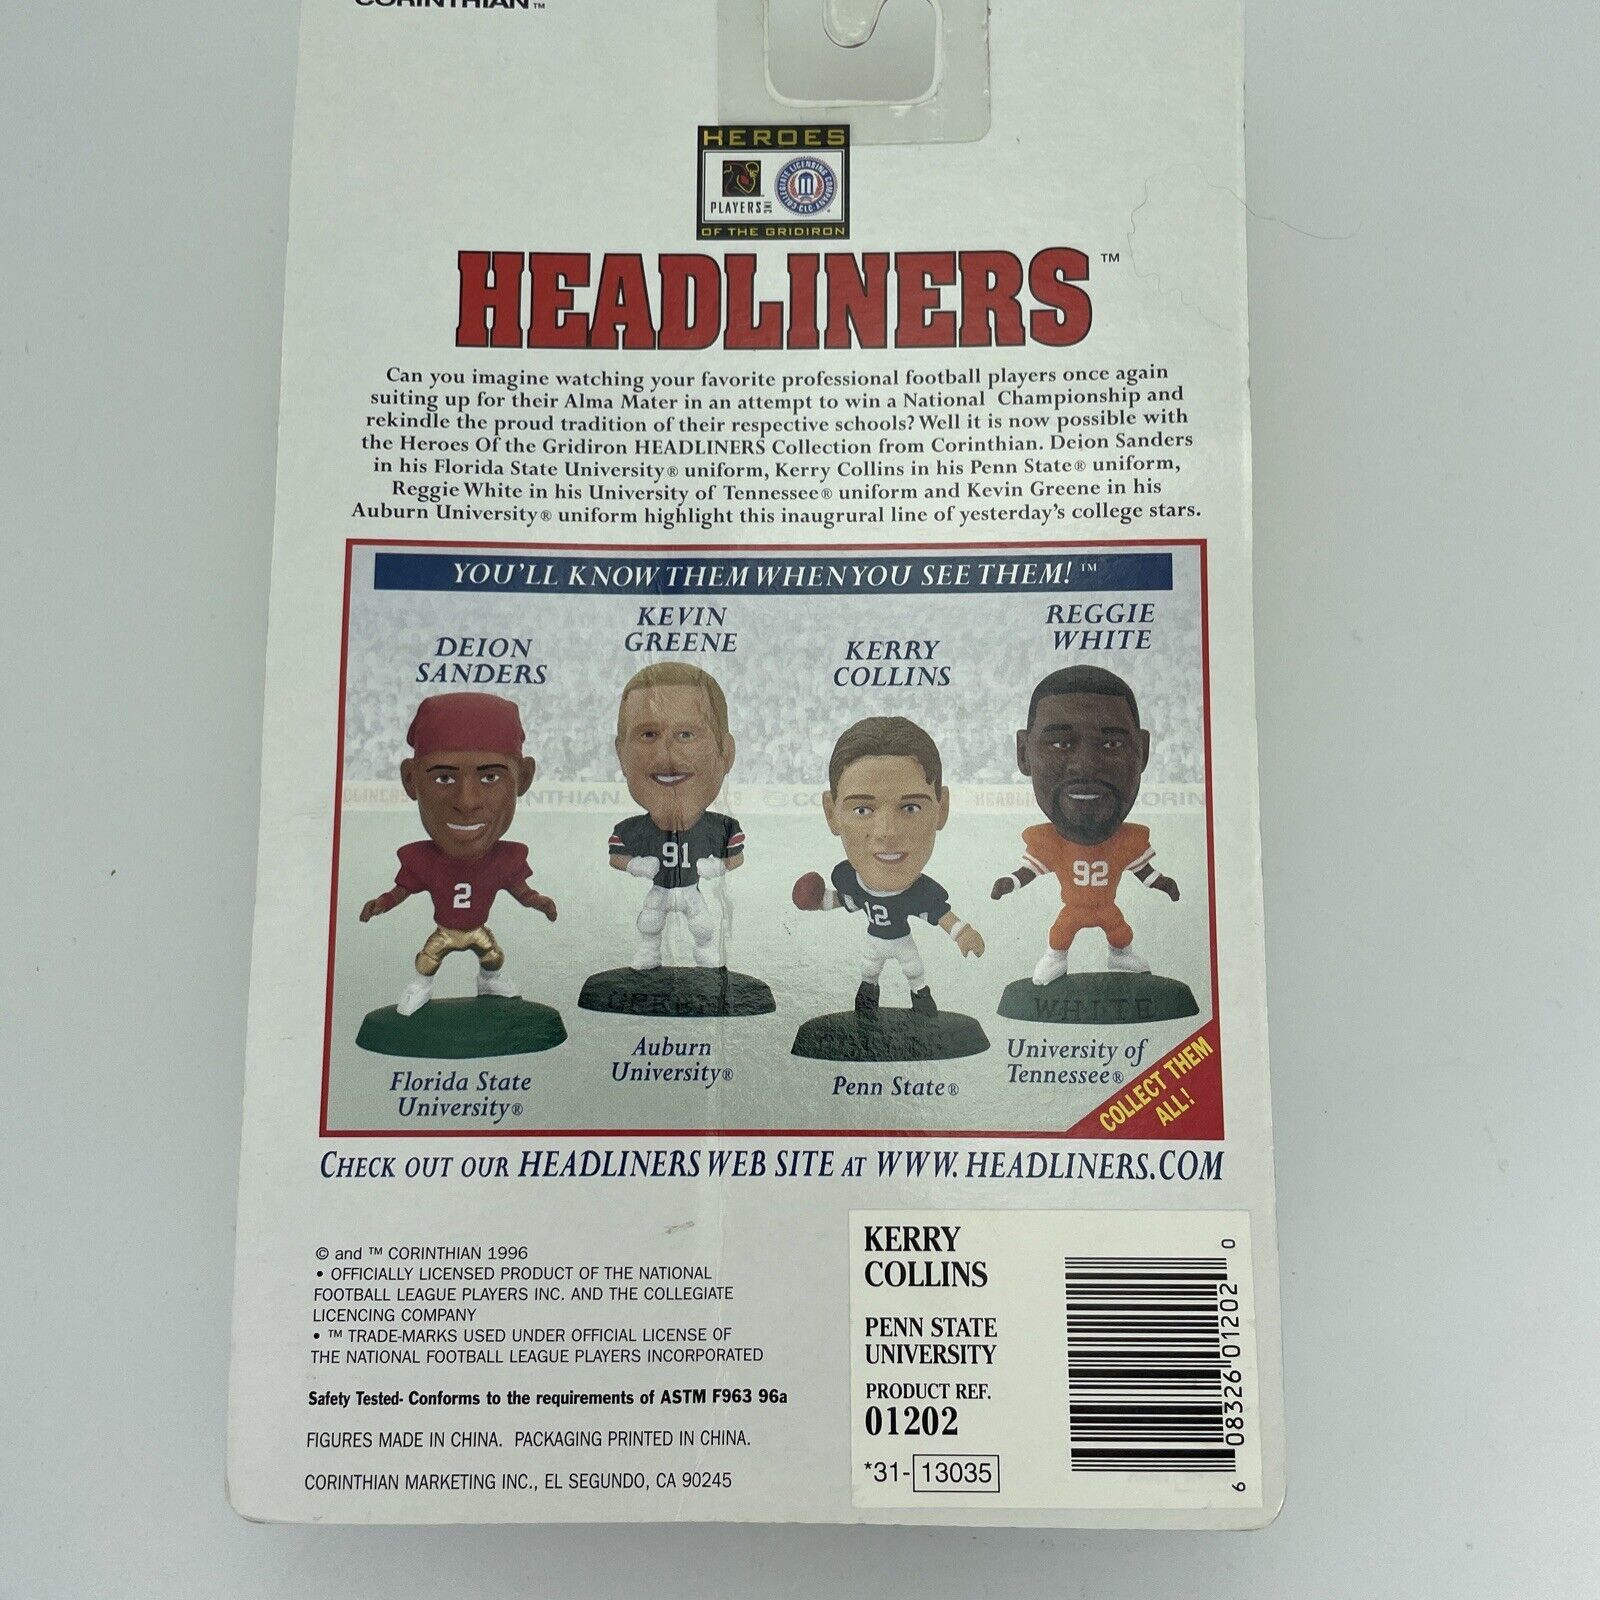 CORINTHIAN™
HEROES
PLAYERS INC
COLLEGIATE LICENSING COMPANY
CLC
OF THE GRIDIRON
HEADLINERS™
Can you imagine watching your favorite professional football players once again
suiting up for their Alma Mater in an attempt to win a National Championship and
rekindle the proud tradition of their respective schools? Well it is now possible with
the Heroes Of the Gridiron HEADLINERS Collection from Corinthian. Deion Sanders
in his Florida State University® uniform, Kerry Collins in his Penn State® uniform,
Reggie White in his University of Tennessee® uniform and Kevin Greene in his
Auburn University® uniform highlight this inaugrural line of yesterday's college stars.
YOU'LL KNOW THEM WHEN YOU SEE THEM!™
DEION
SANDERS
KEVIN
GREENE
KERRY
COLLINS
REGGIE
WHITE
2
91
12
92
WHITE
Florida State
University®
Auburn
University®
Penn State®
University of
Tennessee®
COLLECT THEM
ALL!
CHECK OUT OUR HEADLINERS WEB SITE AT WWW.HEADLINERS.COM
© and ™ CORINTHIAN 1996
• OFFICIALLY LICENSED PRODUCT OF THE NATIONAL
FOOTBALL LEAGUE PLAYERS INC. AND THE COLLEGIATE
LICENCING COMPANY
• ™ TRADE-MARKS USED UNDER OFFICIAL LICENSE OF
THE NATIONAL FOOTBALL LEAGUE PLAYERS INCORPORATED
Safety Tested- Conforms to the requirements of ASTM F963 96a
FIGURES MADE IN CHINA. PACKAGING PRINTED IN CHINA.
CORINTHIAN MARKETING INC., EL SEGUNDO, CA 90245
KERRY
COLLINS
PENN STATE
UNIVERSITY
PRODUCT REF.
01202
*31-13035
6 08326 01202 0